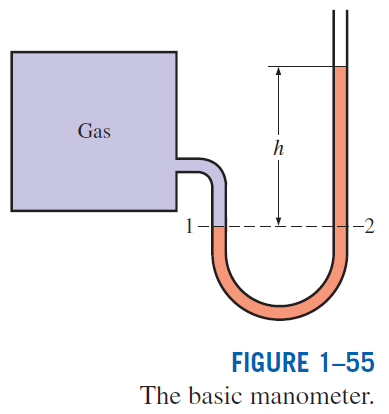 Gas
h
1
2
FIGURE 1–55
The basic manometer.